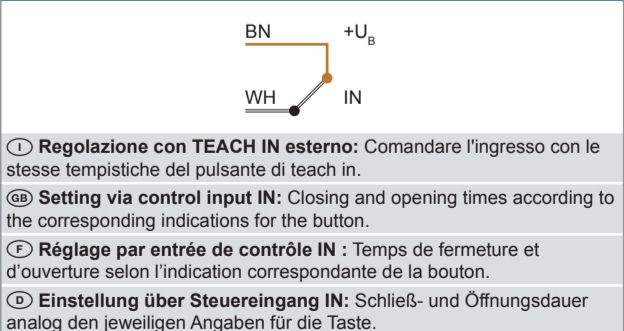 BN +U_B
WH IN
I Regolazione con TEACH IN esterno: Comandare l'ingresso con le
stesse tempistiche del pulsante di teach in.
GB Setting via control input IN: Closing and opening times according to
the corresponding indications for the button.
F Réglage par entrée de contrôle IN : Temps de fermeture et
d'ouverture selon l'indication correspondante de la bouton.
D Einstellung über Steuereingang IN: Schließ- und Öffnungsdauer
analog den jeweiligen Angaben für die Taste.